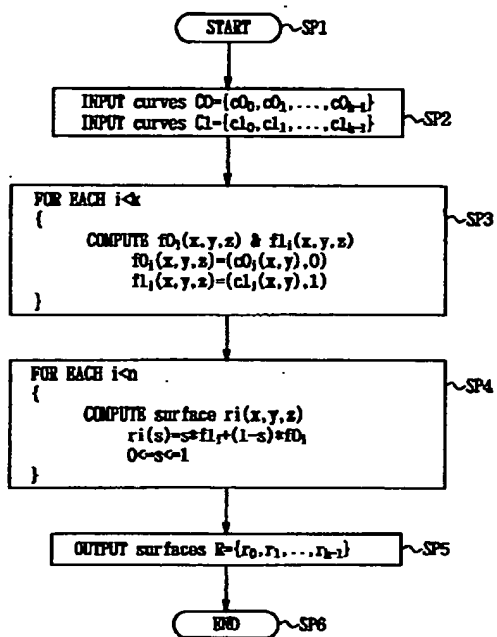 START SP1
INPUT curves C0={c0₀,c0₁,...,c0ₖ₋₁}
INPUT curves C1={c1₀,c1₁,...,c1ₖ₋₁}
SP2
FOR EACH i<k
SP3
{
COMPUTE f0ᵢ(x,y,z) & f1ᵢ(x,y,z)
f0ᵢ(x,y,z)=(c0ᵢ(x,y),0)
f1ᵢ(x,y,z)=(c1ᵢ(x,y),1)
}
FOR EACH i<n
SP4
{
COMPUTE surface ri(x,y,z)
ri(s)=s*f1ᵢ+(1-s)*f0ᵢ
0<=s<=1
}
OUTPUT surfaces R={r₀,r₁,...,rₖ₋₁} SP5
END SP6